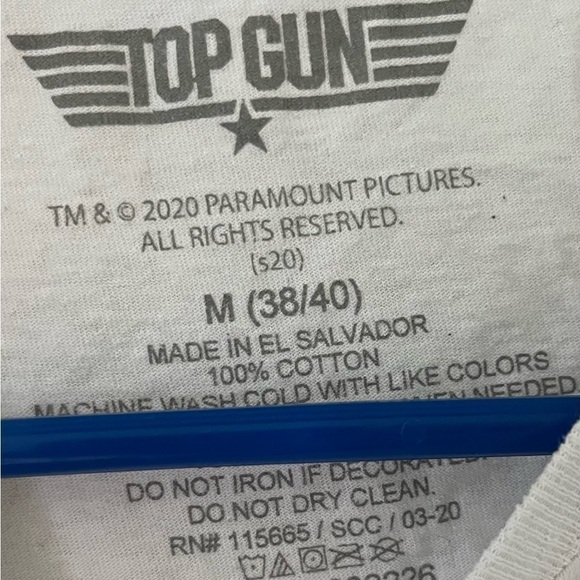 TOP GUN
TM & © 2020 PARAMOUNT PICTURES.
ALL RIGHTS RESERVED.
(s20)
M (38/40)
MADE IN EL SALVADOR
100% COTTON
MACHINE WASH COLD WITH LIKE COLORS
WHEN NEEDED
DO NOT IRON IF DECORATED.
DO NOT DRY CLEAN.
RN# 115665 / SCC / 03-20